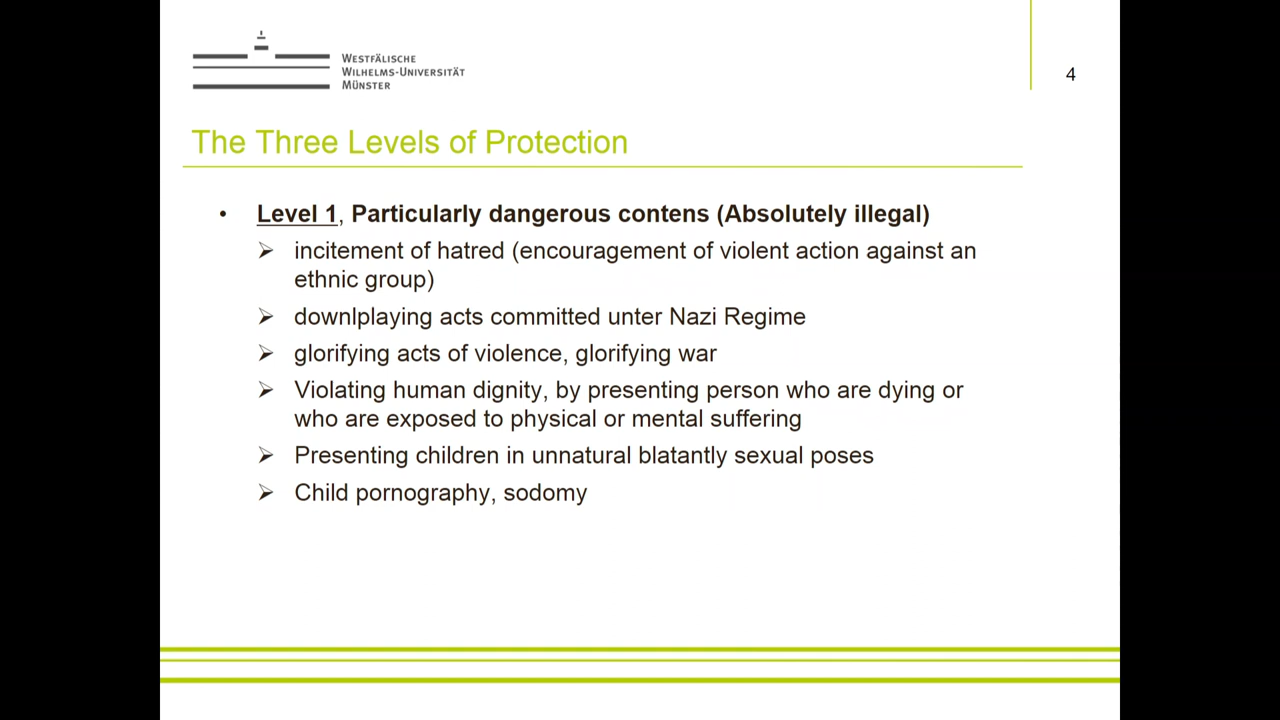 WESTFÄLISCHE
WILHELMS-UNIVERSITÄT
MÜNSTER
4
The Three Levels of Protection
• Level 1, Particularly dangerous contens (Absolutely illegal)
➢ incitement of hatred (encouragement of violent action against an
ethnic group)
➢ downlplaying acts committed unter Nazi Regime
➢ glorifying acts of violence, glorifying war
➢ Violating human dignity, by presenting person who are dying or
who are exposed to physical or mental suffering
➢ Presenting children in unnatural blatantly sexual poses
➢ Child pornography, sodomy